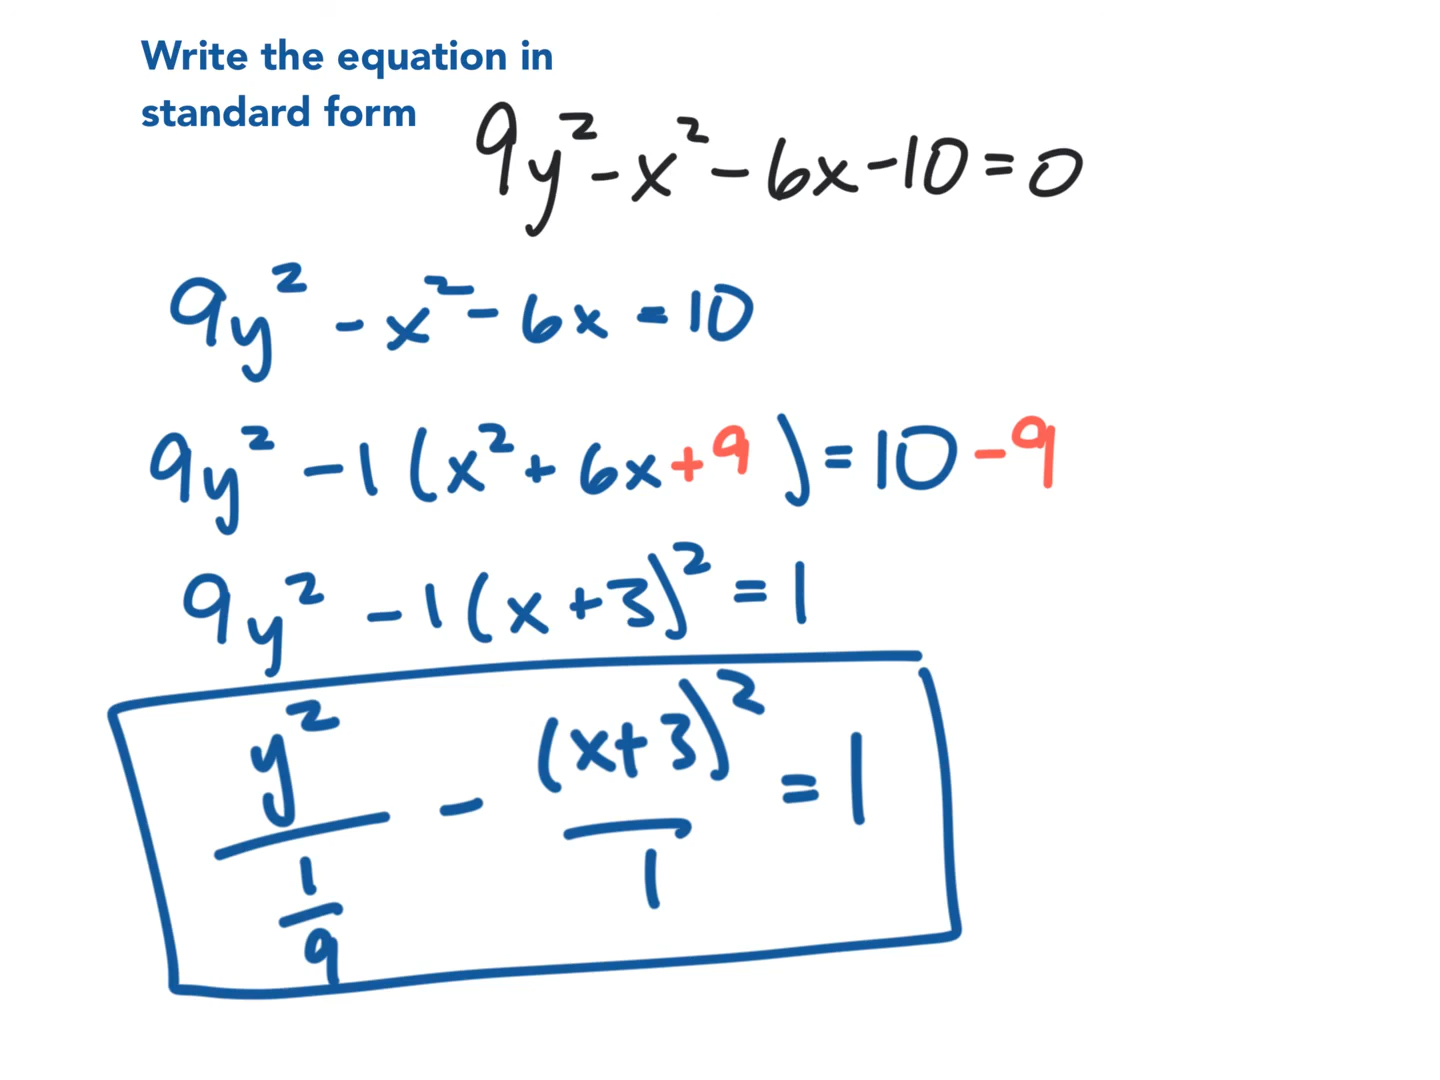 Write the equation in
standard form
9y² - x² - 6x - 10 = 0
9y² - x² - 6x = 10
9y² - 1(x² + 6x + 9) = 10 - 9
9y² - 1(x + 3)² = 1
y²/(1/9) - (x+3)²/1 = 1